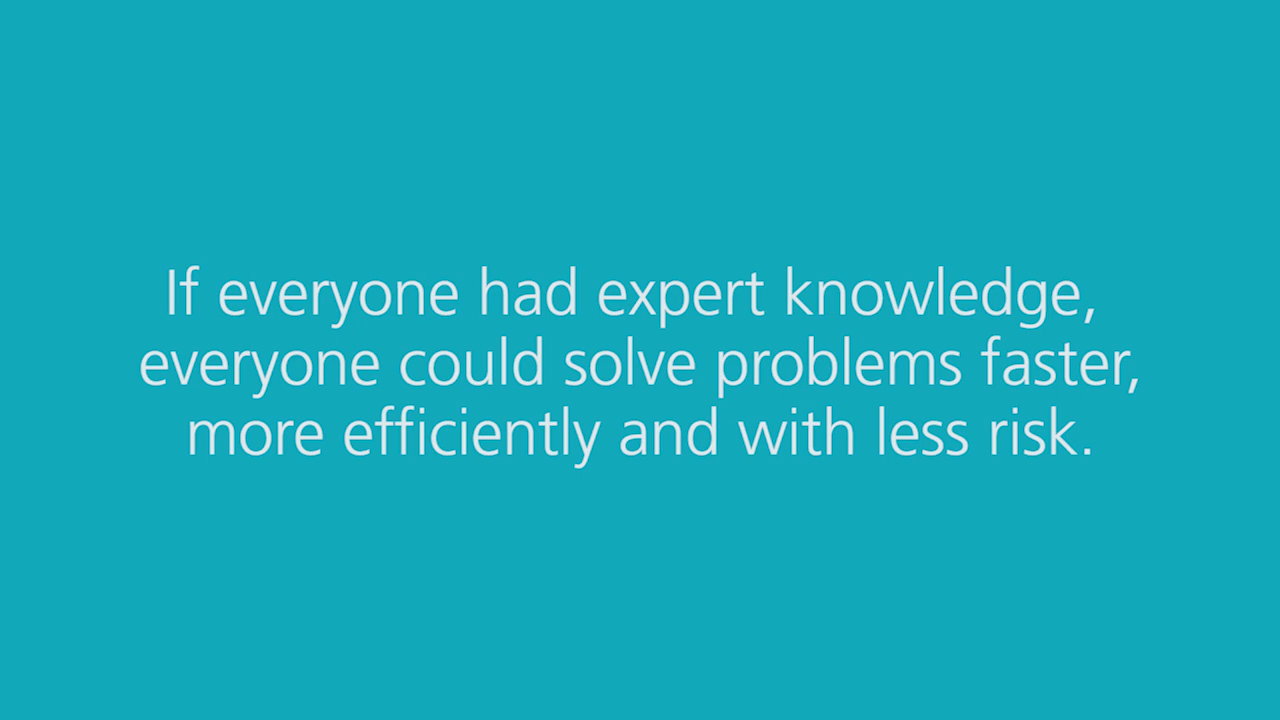 If everyone had expert knowledge,
everyone could solve problems faster,
more efficiently and with less risk.